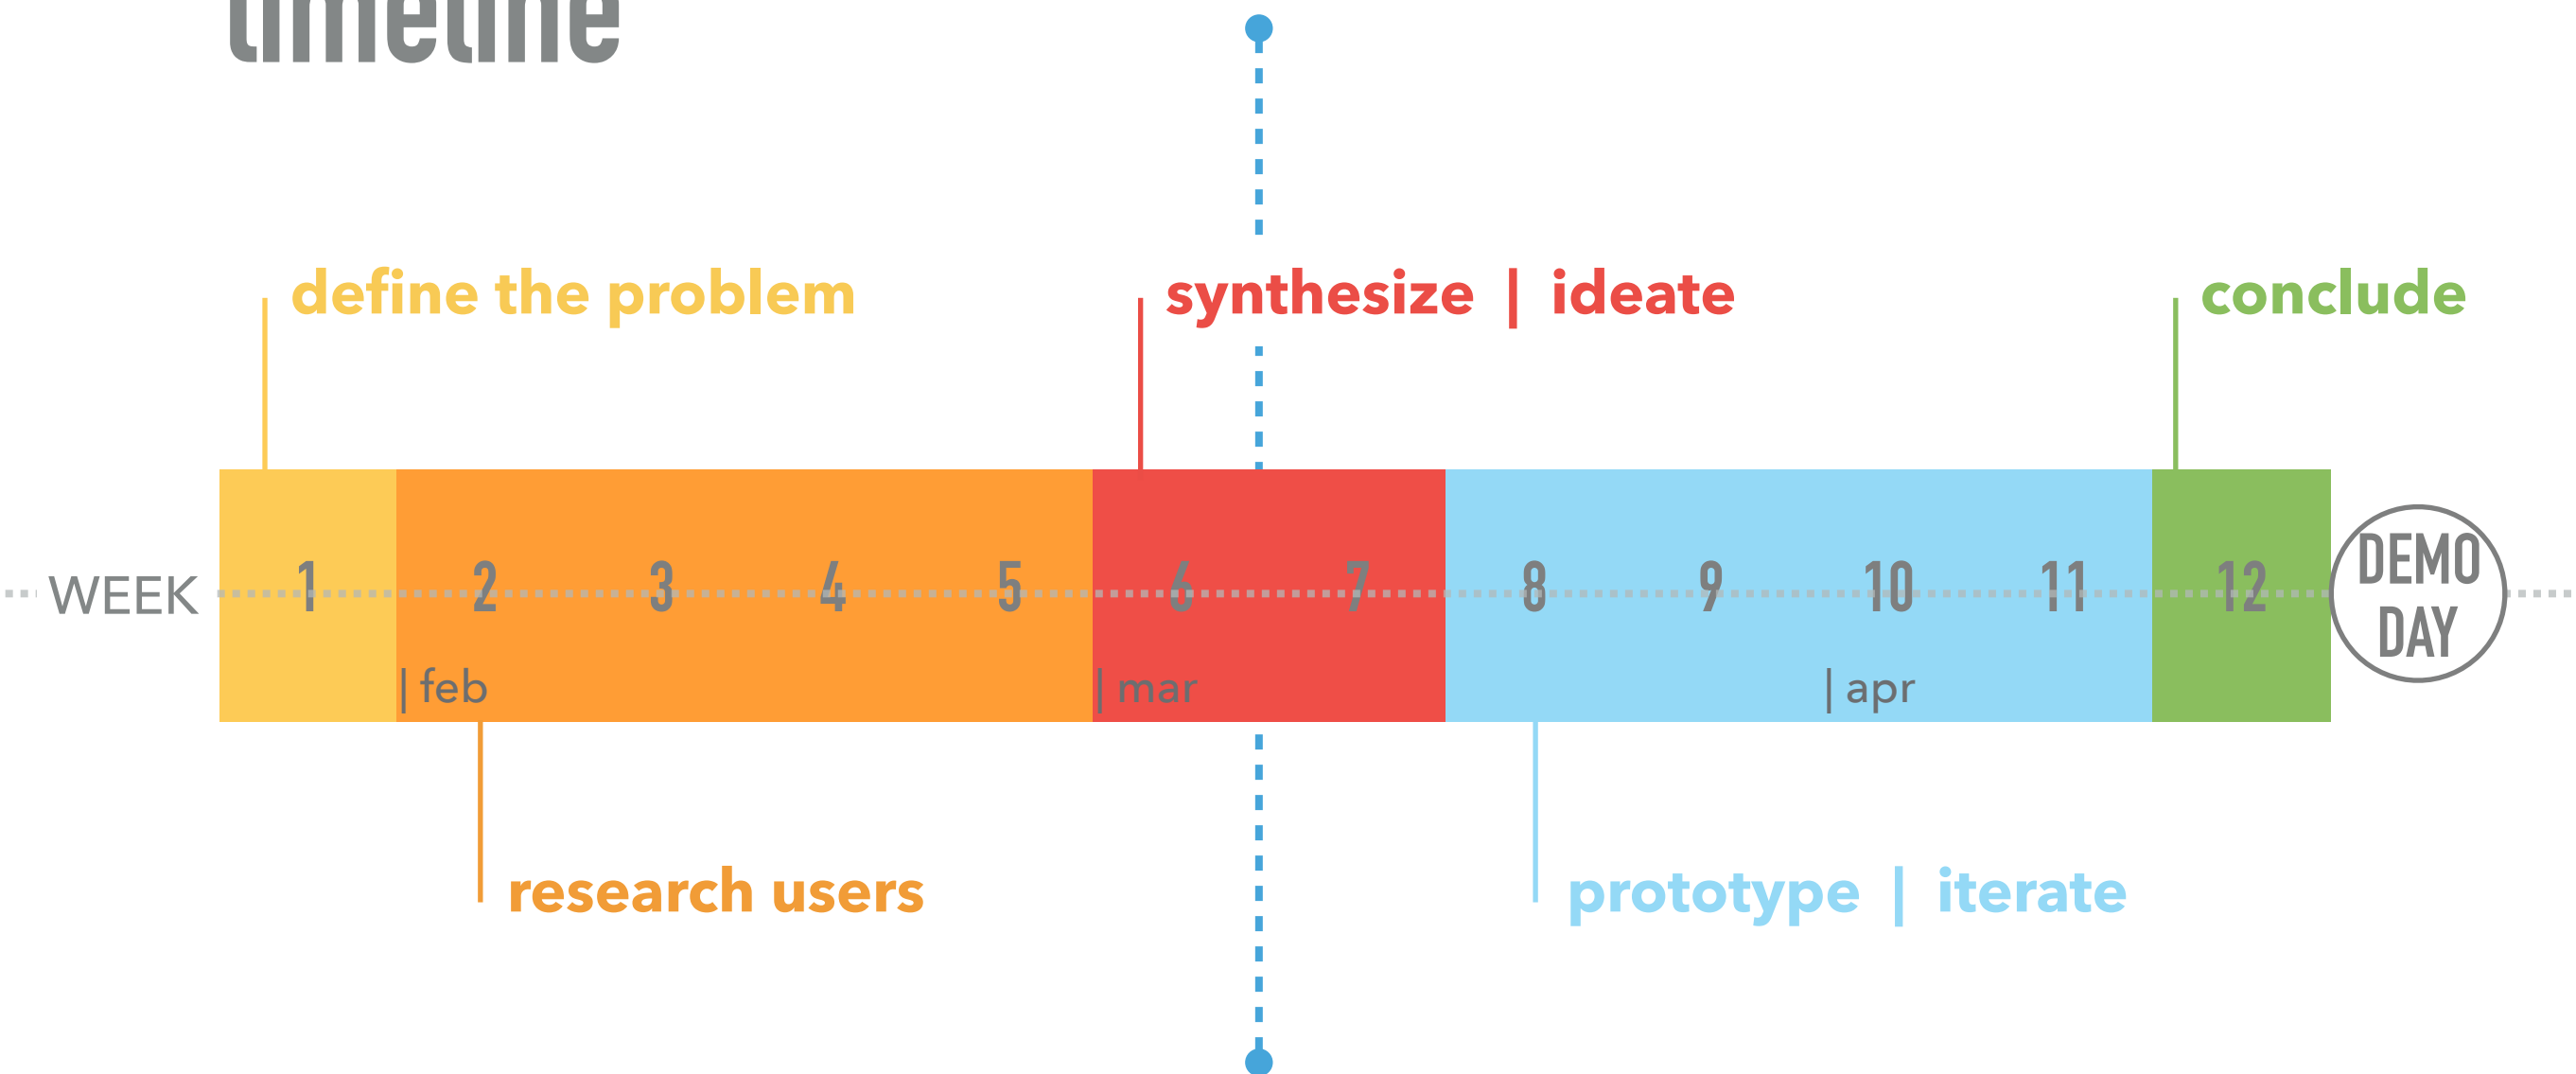 timeline
define the problem
synthesize | ideate
conclude
WEEK 1 2 3 4 5 6 7 8 9 10 11 12 DEMO DAY
| feb | mar | apr
research users
prototype | iterate